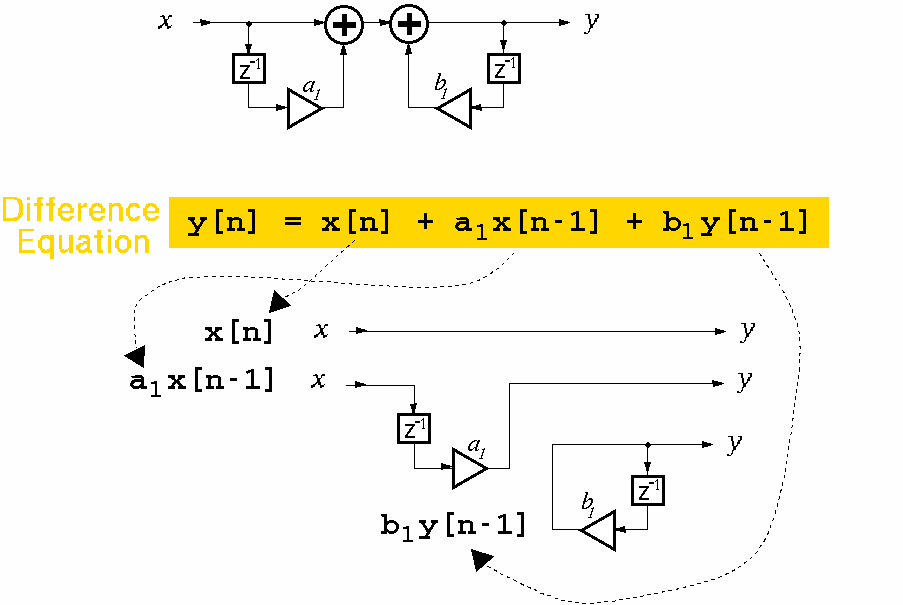 x y
z⁻¹ a₁ b₁ z⁻¹
Difference
Equation
y[n] = x[n] + a₁x[n-1] + b₁y[n-1]
x[n] x y
a₁x[n-1] x y
z⁻¹ a₁
y
z⁻¹
b₁
b₁y[n-1]